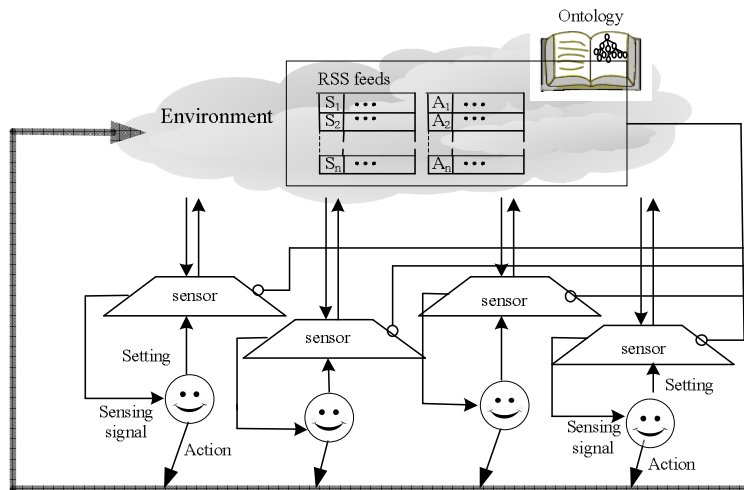 Ontology
RSS feeds
Environment
S1 ••• A1 •••
S2 ••• A2 •••
Sn ••• An •••
sensor
sensor
sensor
sensor
Setting
Setting
Sensing
signal
Action
Sensing
signal
Action